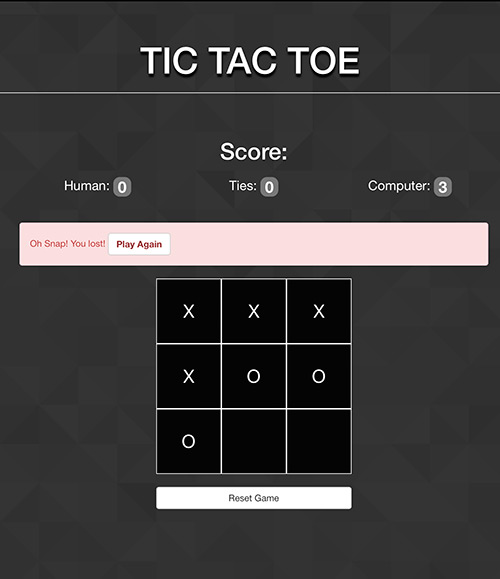 TIC TAC TOE
Score:
Human: 0 Ties: 0 Computer: 3
Oh Snap! You lost! Play Again
X X X
X O O
O
Reset Game